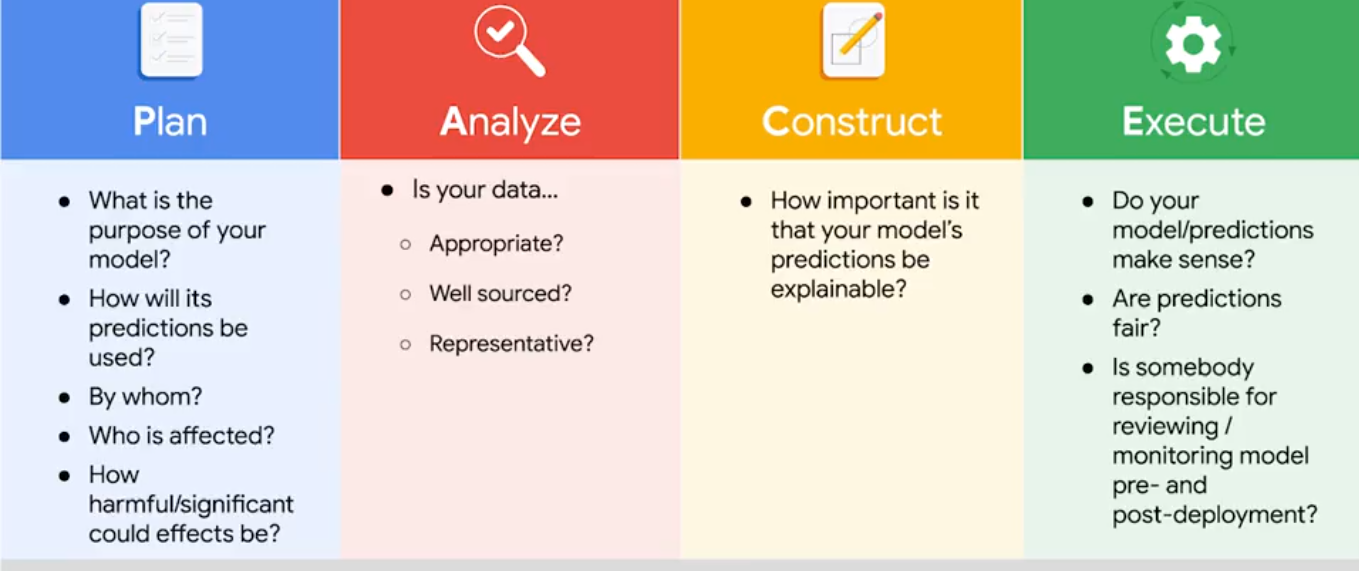 Plan
What is the
purpose of your
model?
How will its
predictions be
used?
By whom?
Who is affected?
How
harmful/significant
could effects be?
Analyze
Is your data...
Appropriate?
Well sourced?
Representative?
Construct
How important is it
that your model's
predictions be
explainable?
Execute
Do your
model/predictions
make sense?
Are predictions
fair?
Is somebody
responsible for
reviewing /
monitoring model
pre- and
post-deployment?